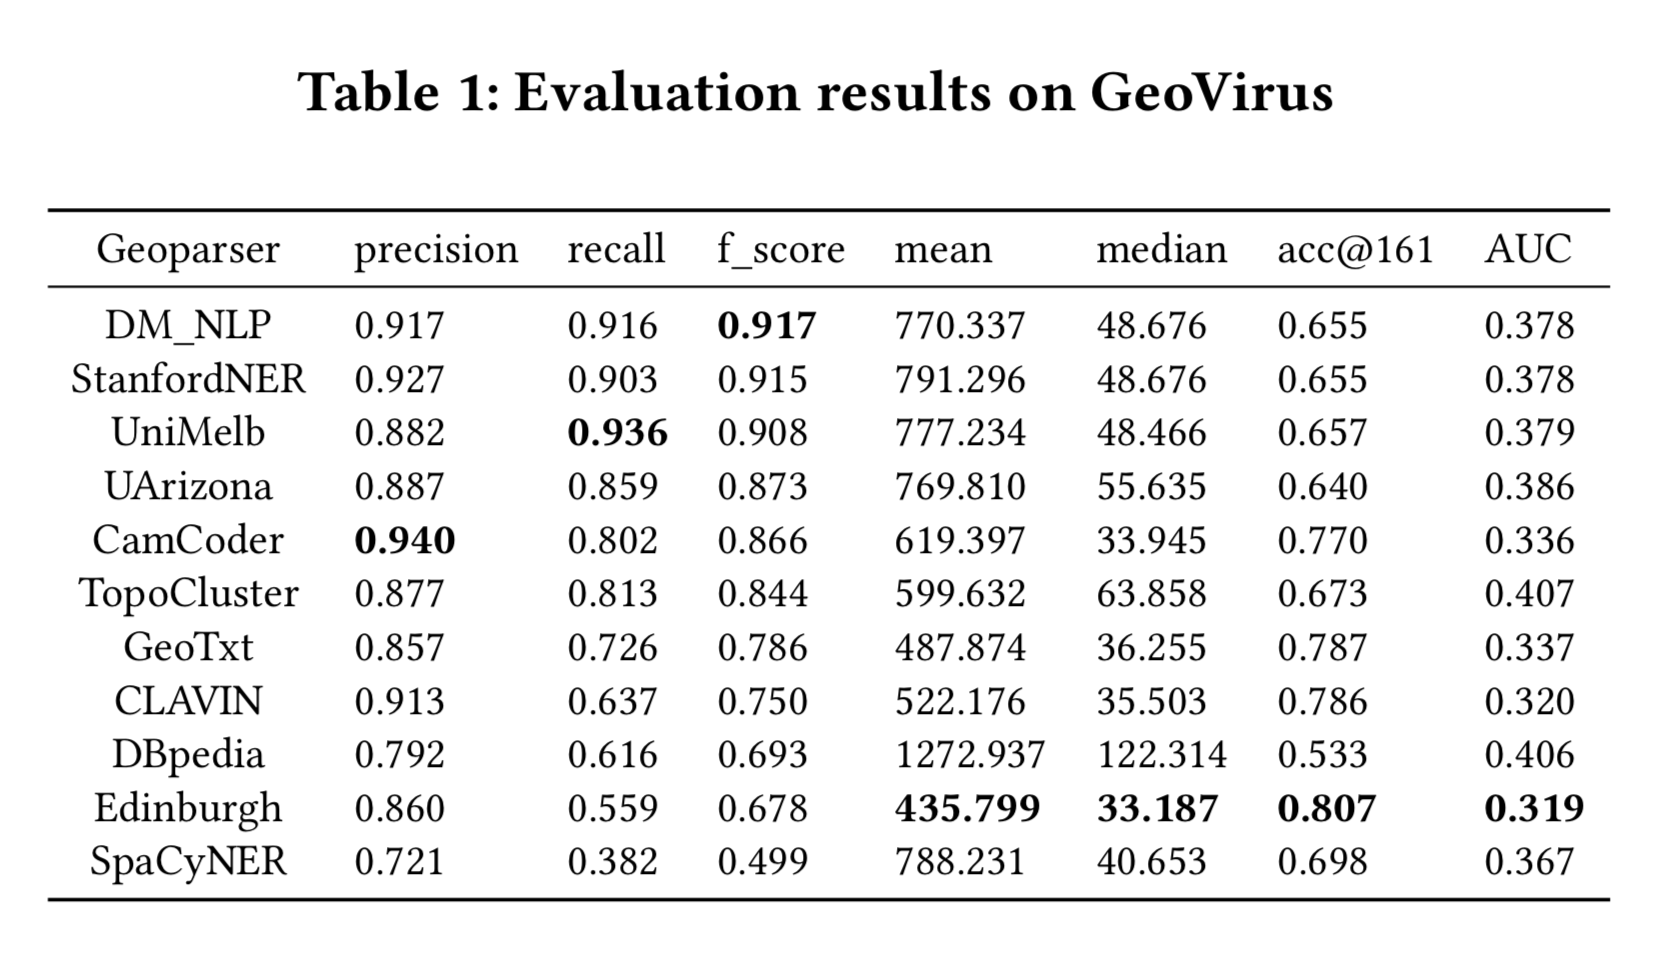 Table 1: Evaluation results on GeoVirus
Geoparser precision recall f_score mean median acc@161 AUC
DM_NLP 0.917 0.916 0.917 770.337 48.676 0.655 0.378
StanfordNER 0.927 0.903 0.915 791.296 48.676 0.655 0.378
UniMelb 0.882 0.936 0.908 777.234 48.466 0.657 0.379
UArizona 0.887 0.859 0.873 769.810 55.635 0.640 0.386
CamCoder 0.940 0.802 0.866 619.397 33.945 0.770 0.336
TopoCluster 0.877 0.813 0.844 599.632 63.858 0.673 0.407
GeoTxt 0.857 0.726 0.786 487.874 36.255 0.787 0.337
CLAVIN 0.913 0.637 0.750 522.176 35.503 0.786 0.320
DBpedia 0.792 0.616 0.693 1272.937 122.314 0.533 0.406
Edinburgh 0.860 0.559 0.678 435.799 33.187 0.807 0.319
SpaCyNER 0.721 0.382 0.499 788.231 40.653 0.698 0.367